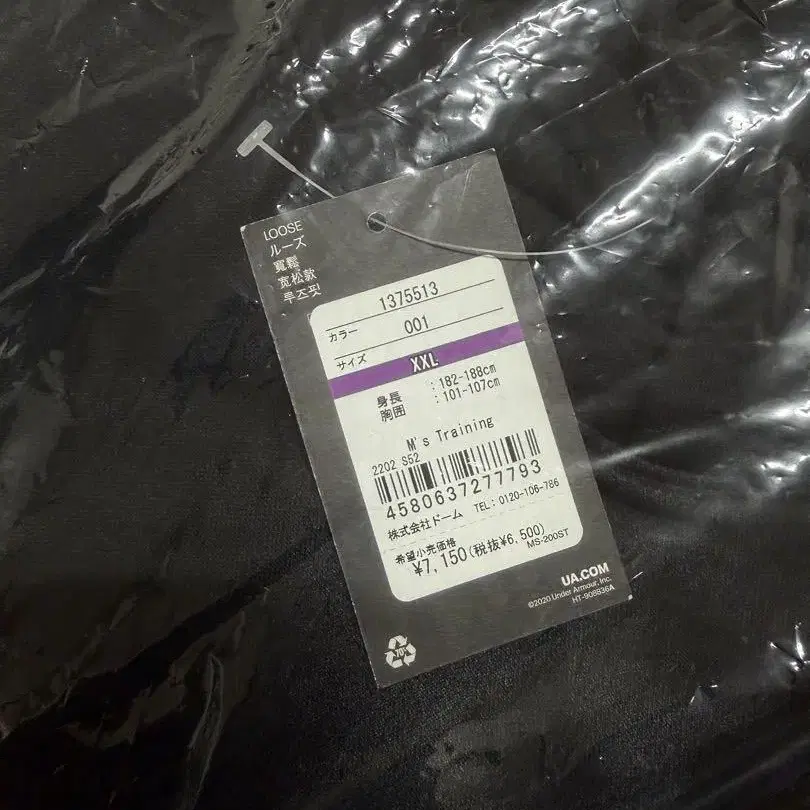 LOOSE
ルーズ
寬鬆
宽松款
루즈핏
1375513
カラー 001
サイズ XXL
身長 :182-188cm
胸囲 :101-107cm
M's Training
2202 S52
4580637277793
株式会社ドーム TEL:0120-106-786
希望小売価格
¥7,150(税抜¥6,500)
MS-200ST
UA.COM
©2020 Under Armour, Inc.
HT-908836A
70%